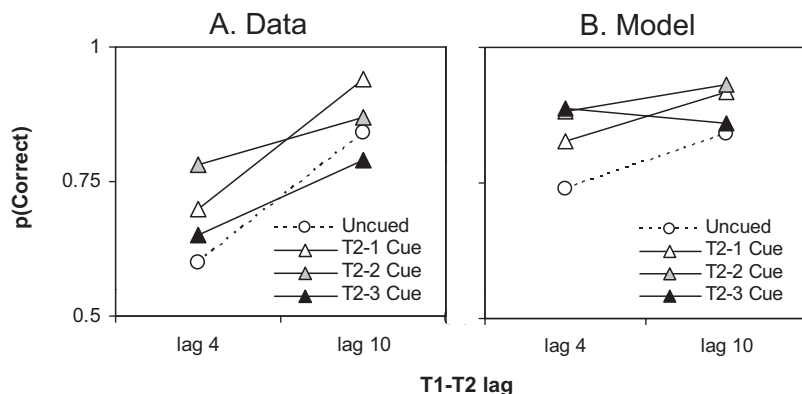 A. Data
B. Model
p(Correct)
1
0.75
0.5
Uncued
T2-1 Cue
T2-2 Cue
T2-3 Cue
lag 4
lag 10
Uncued
T2-1 Cue
T2-2 Cue
T2-3 Cue
lag 4
lag 10
T1-T2 lag